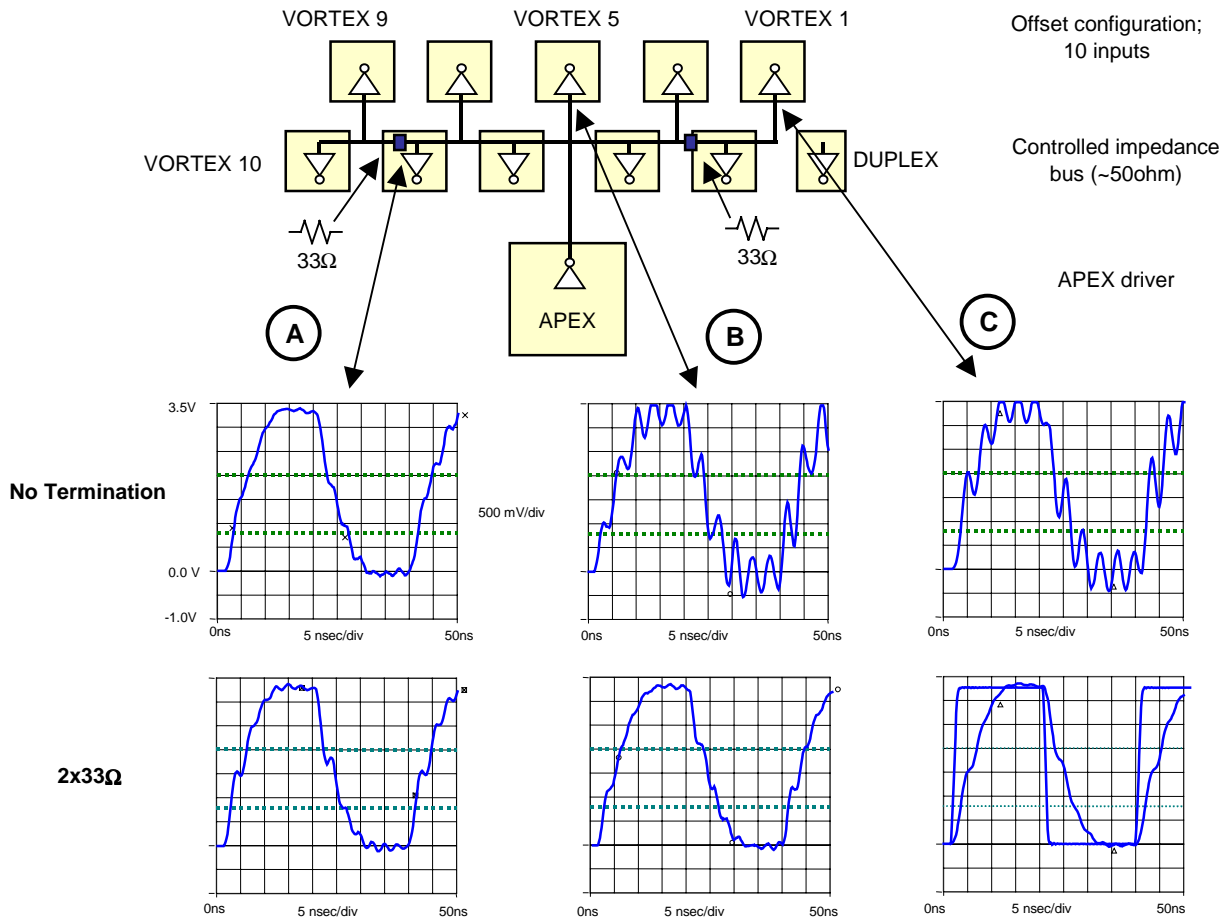 VORTEX 9
VORTEX 5
VORTEX 1
Offset configuration;
10 inputs
VORTEX 10
DUPLEX
Controlled impedance
bus (~50ohm)
33Ω
33Ω
APEX
APEX driver
A
B
C
3.5V
No Termination
500 mV/div
0.0 V
-1.0V
0ns
5 nsec/div
50ns
0ns
5 nsec/div
50ns
0ns
5 nsec/div
50ns
2x33Ω
0ns
5 nsec/div
50ns
0ns
5 nsec/div
50ns
0ns
5 nsec/div
50ns